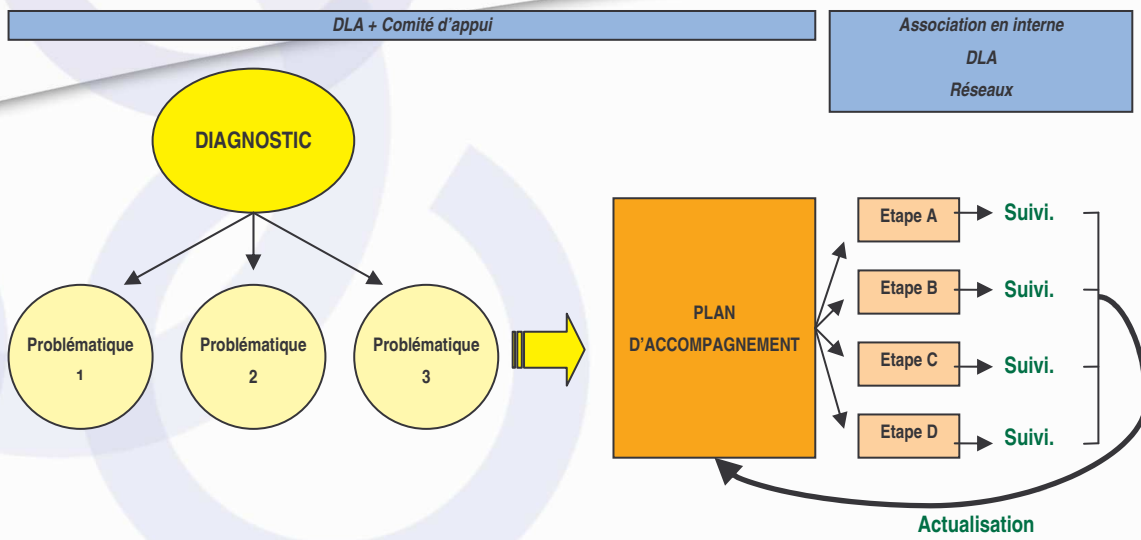 DLA + Comité d'appui
Association en interne
DLA
Réseaux
DIAGNOSTIC
Problématique
1
Problématique
2
Problématique
3
PLAN
D'ACCOMPAGNEMENT
Etape A
Suivi.
Etape B
Suivi.
Etape C
Suivi.
Etape D
Suivi.
Actualisation